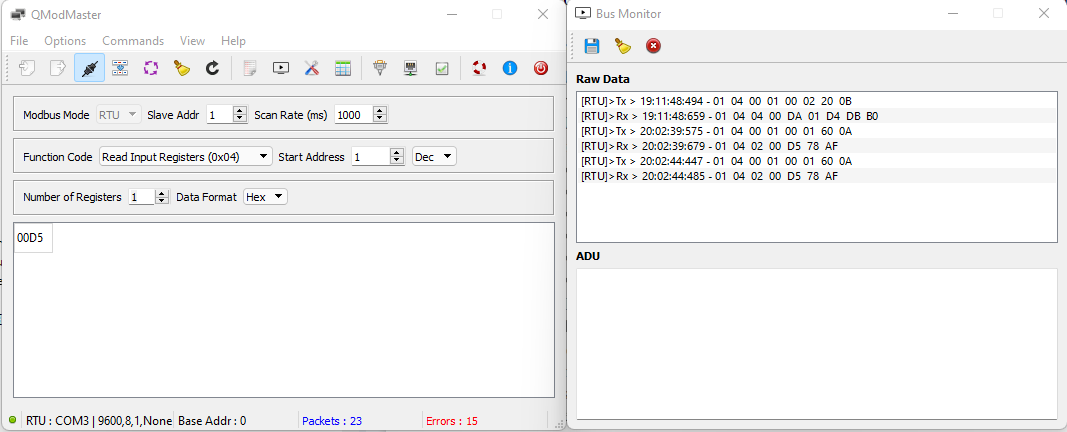 QModMaster
File Options Commands View Help
Modbus Mode RTU Slave Addr 1 Scan Rate (ms) 1000
Function Code Read Input Registers (0x04) Start Address 1 Dec
Number of Registers 1 Data Format Hex
00D5
RTU : COM3 | 9600,8,1,None Base Addr : 0 Packets : 23 Errors : 15
Bus Monitor
Raw Data
[RTU]>Tx > 19:11:48:494 - 01 04 00 01 00 02 20 0B
[RTU]>Rx > 19:11:48:659 - 01 04 04 00 DA 01 D4 DB B0
[RTU]>Tx > 20:02:39:575 - 01 04 00 01 00 01 60 0A
[RTU]>Rx > 20:02:39:679 - 01 04 02 00 D5 78 AF
[RTU]>Tx > 20:02:44:447 - 01 04 00 01 00 01 60 0A
[RTU]>Rx > 20:02:44:485 - 01 04 02 00 D5 78 AF
ADU